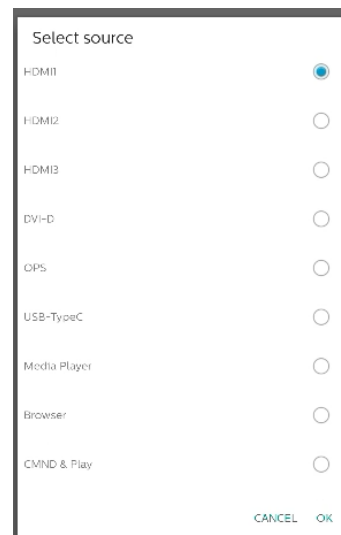 Select source
HDMI1
HDMI2
HDMI3
DVI-D
OPS
USB-TypeC
Media Player
Browser
CMND & Play
CANCEL OK